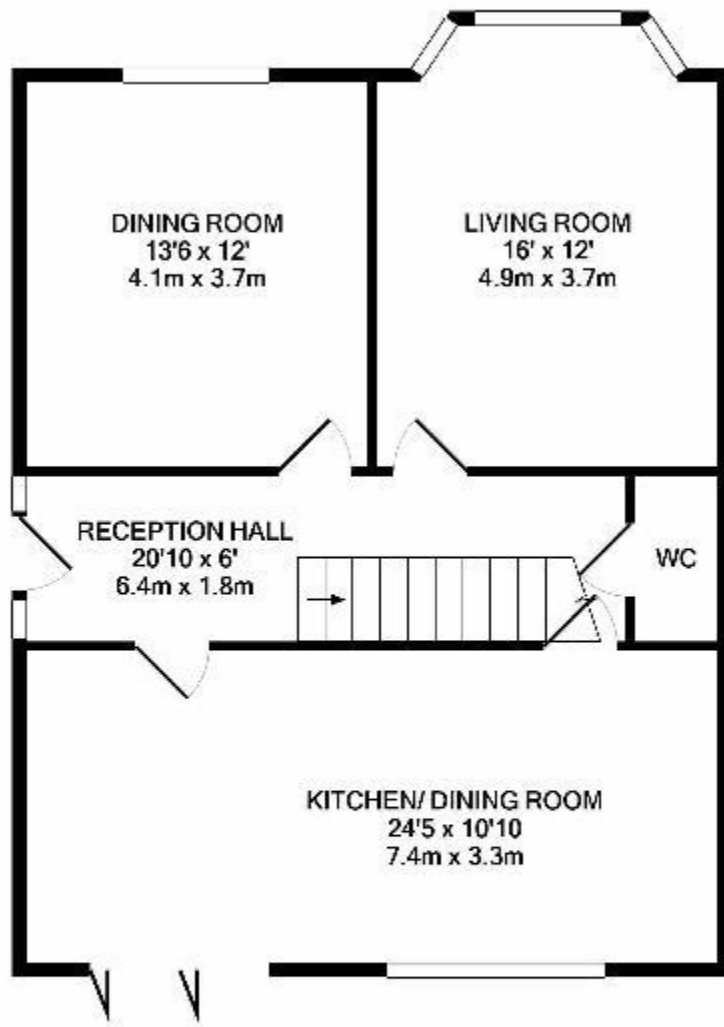 DINING ROOM
13'6 x 12'
4.1m x 3.7m
LIVING ROOM
16' x 12'
4.9m x 3.7m
RECEPTION HALL
20'10 x 6'
6.4m x 1.8m
WC
KITCHEN/ DINING ROOM
24'5 x 10'10
7.4m x 3.3m